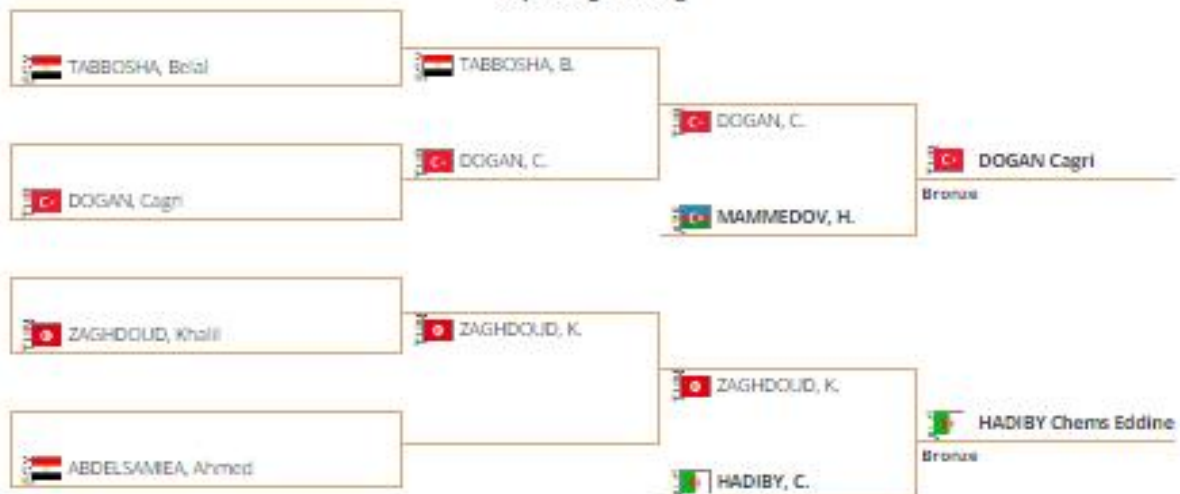 TABBOSHA, Belal
TABBOSHA, B.
DOGAN, C.
DOGAN Cagri
Bronze
DOGAN, C.
DOGAN, Cagri
MAMMEDOV, H.
ZAGHDOUD, Khalil
ZAGHDOUD, K.
ZAGHDOUD, K.
HADIBY Chems Eddine
Bronze
ABDELSAMIEA, Ahmed
HADIBY, C.